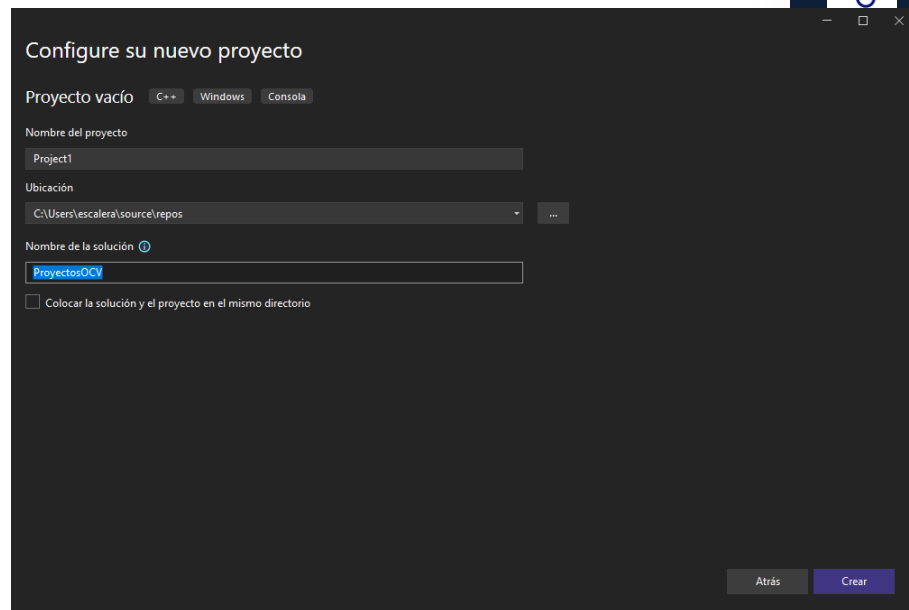 Configure su nuevo proyecto
Proyecto vacío C++ Windows Consola
Nombre del proyecto
Project1
Ubicación
C:\Users\escalera\source\repos
...
Nombre de la solución
ProyectosOCV
Colocar la solución y el proyecto en el mismo directorio
Atrás Crear